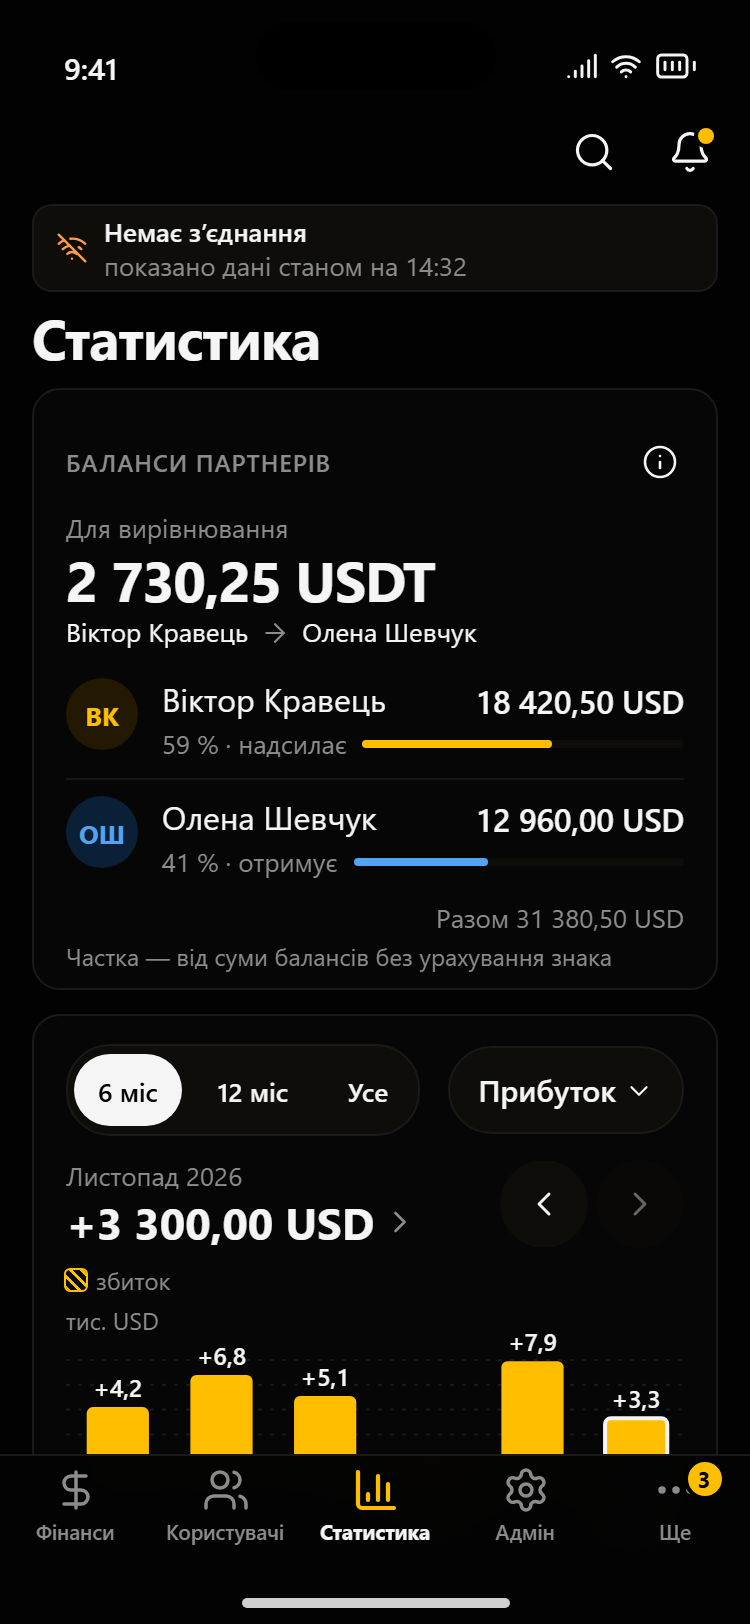 9:41
Немає з’єднання
показано дані станом на 14:32
Статистика
БАЛАНСИ ПАРТНЕРІВ
Для вирівнювання
2 730,25 USDT
Віктор Кравець → Олена Шевчук
ВК
Віктор Кравець
18 420,50 USD
59 % · надсилає
ОШ
Олена Шевчук
12 960,00 USD
41 % · отримує
Разом 31 380,50 USD
Частка — від суми балансів без урахування знака
6 міс
12 міс
Усе
Прибуток
Листопад 2026
+3 300,00 USD
збиток
тис. USD
+4,2
+6,8
+5,1
+7,9
+3,3
3
Фінанси
Користувачі
Статистика
Адмін
Ще